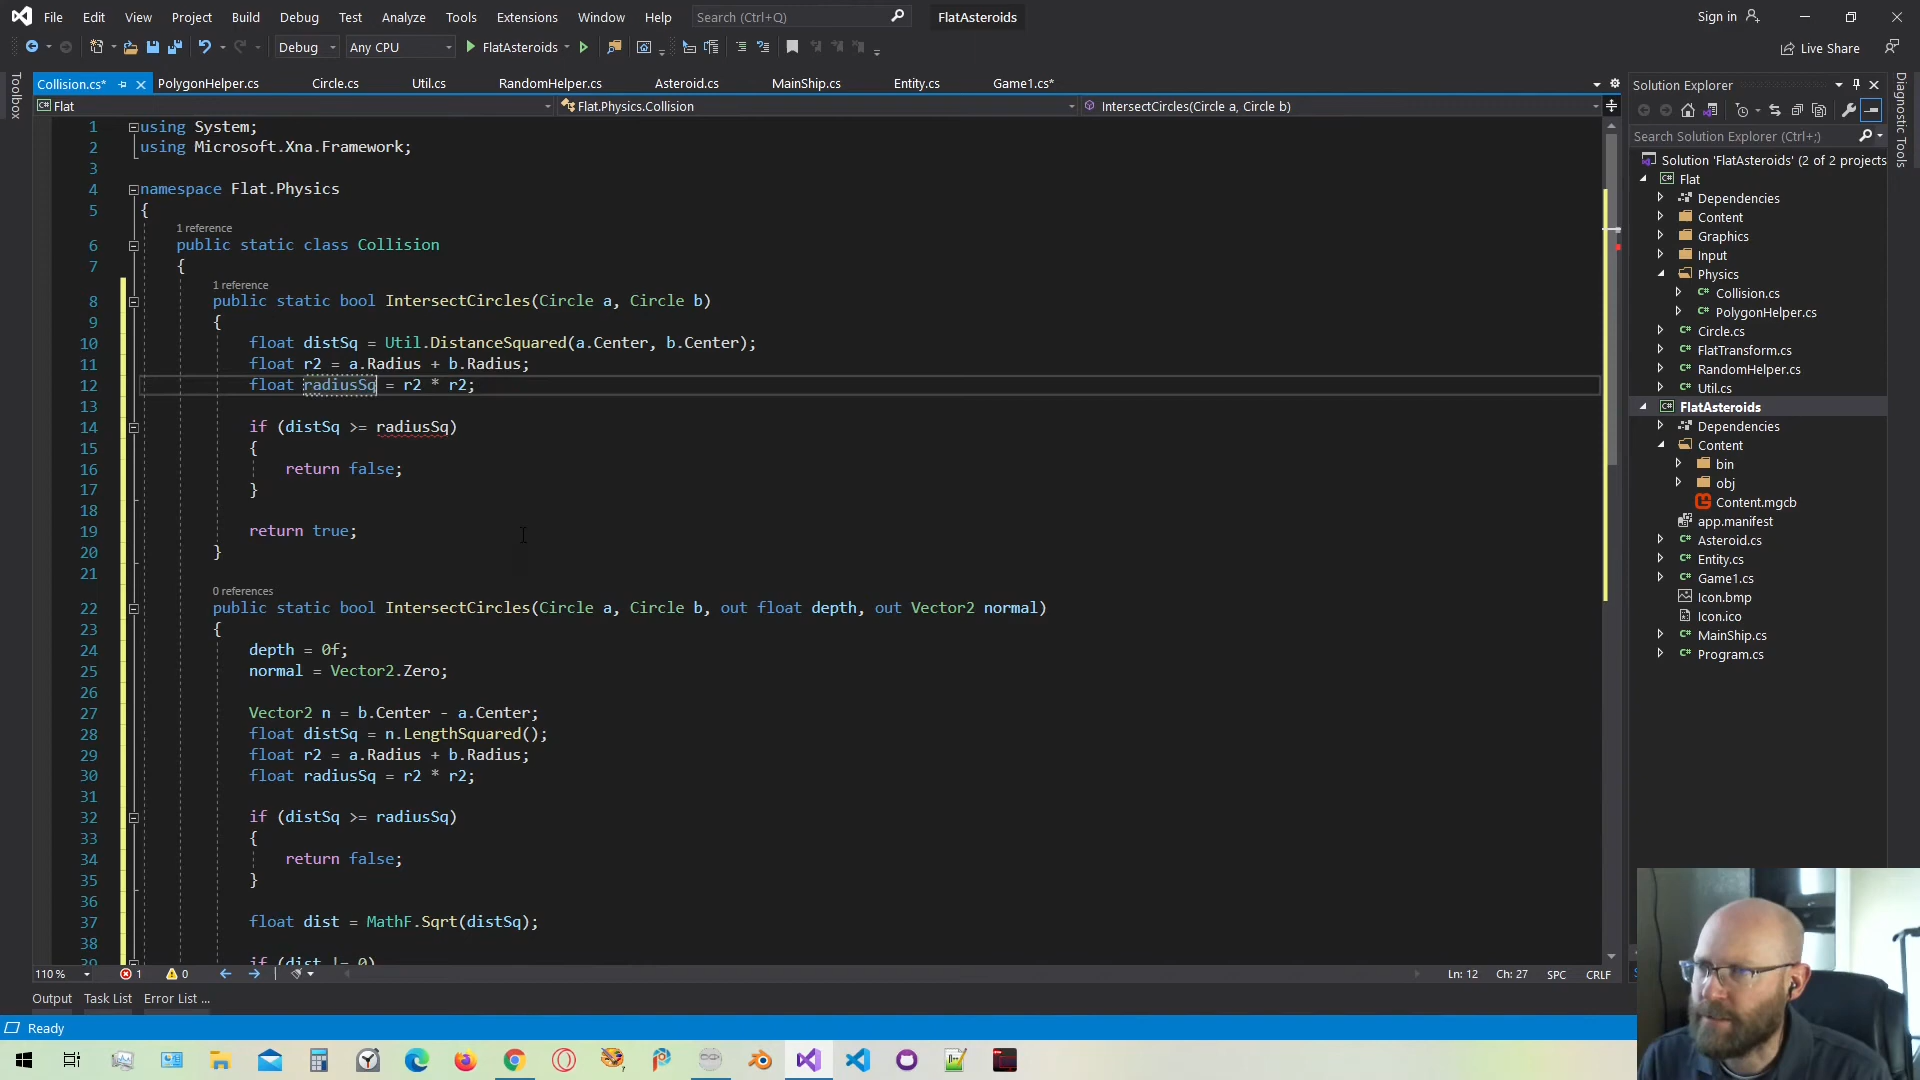 File Edit View Project Build Debug Test Analyze Tools Extensions Window Help Search (Ctrl+Q) FlatAsteroids Sign in
Debug Any CPU FlatAsteroids Live Share
Toolbox
Collision.cs* PolygonHelper.cs Circle.cs Util.cs RandomHelper.cs Asteroid.cs MainShip.cs Entity.cs Game1.cs*
Flat Flat.Physics.Collision IntersectCircles(Circle a, Circle b)
1 using System;
2 using Microsoft.Xna.Framework;
3
4 namespace Flat.Physics
5 {
1 reference
6 public static class Collision
7 {
1 reference
8 public static bool IntersectCircles(Circle a, Circle b)
9 {
10 float distSq = Util.DistanceSquared(a.Center, b.Center);
11 float r2 = a.Radius + b.Radius;
12 float radiusSq = r2 * r2;
13
14 if (distSq >= radiusSq)
15 {
16 return false;
17 }
18
19 return true;
20 }
21
0 references
22 public static bool IntersectCircles(Circle a, Circle b, out float depth, out Vector2 normal)
23 {
24 depth = 0f;
25 normal = Vector2.Zero;
26
27 Vector2 n = b.Center - a.Center;
28 float distSq = n.LengthSquared();
29 float r2 = a.Radius + b.Radius;
30 float radiusSq = r2 * r2;
31
32 if (distSq >= radiusSq)
33 {
34 return false;
35 }
36
37 float dist = MathF.Sqrt(distSq);
38
39 if (dist != 0)
110 % 1 0 Ln: 12 Ch: 27 SPC CRLF
Output Task List Error List ...
Ready
Solution Explorer
Search Solution Explorer (Ctrl+;)
Solution 'FlatAsteroids' (2 of 2 projects
Flat
Dependencies
Content
Graphics
Input
Physics
Collision.cs
PolygonHelper.cs
Circle.cs
FlatTransform.cs
RandomHelper.cs
Util.cs
FlatAsteroids
Dependencies
Content
bin
obj
Content.mgcb
app.manifest
Asteroid.cs
Entity.cs
Game1.cs
Icon.bmp
Icon.ico
MainShip.cs
Program.cs
Diagnostic Tools